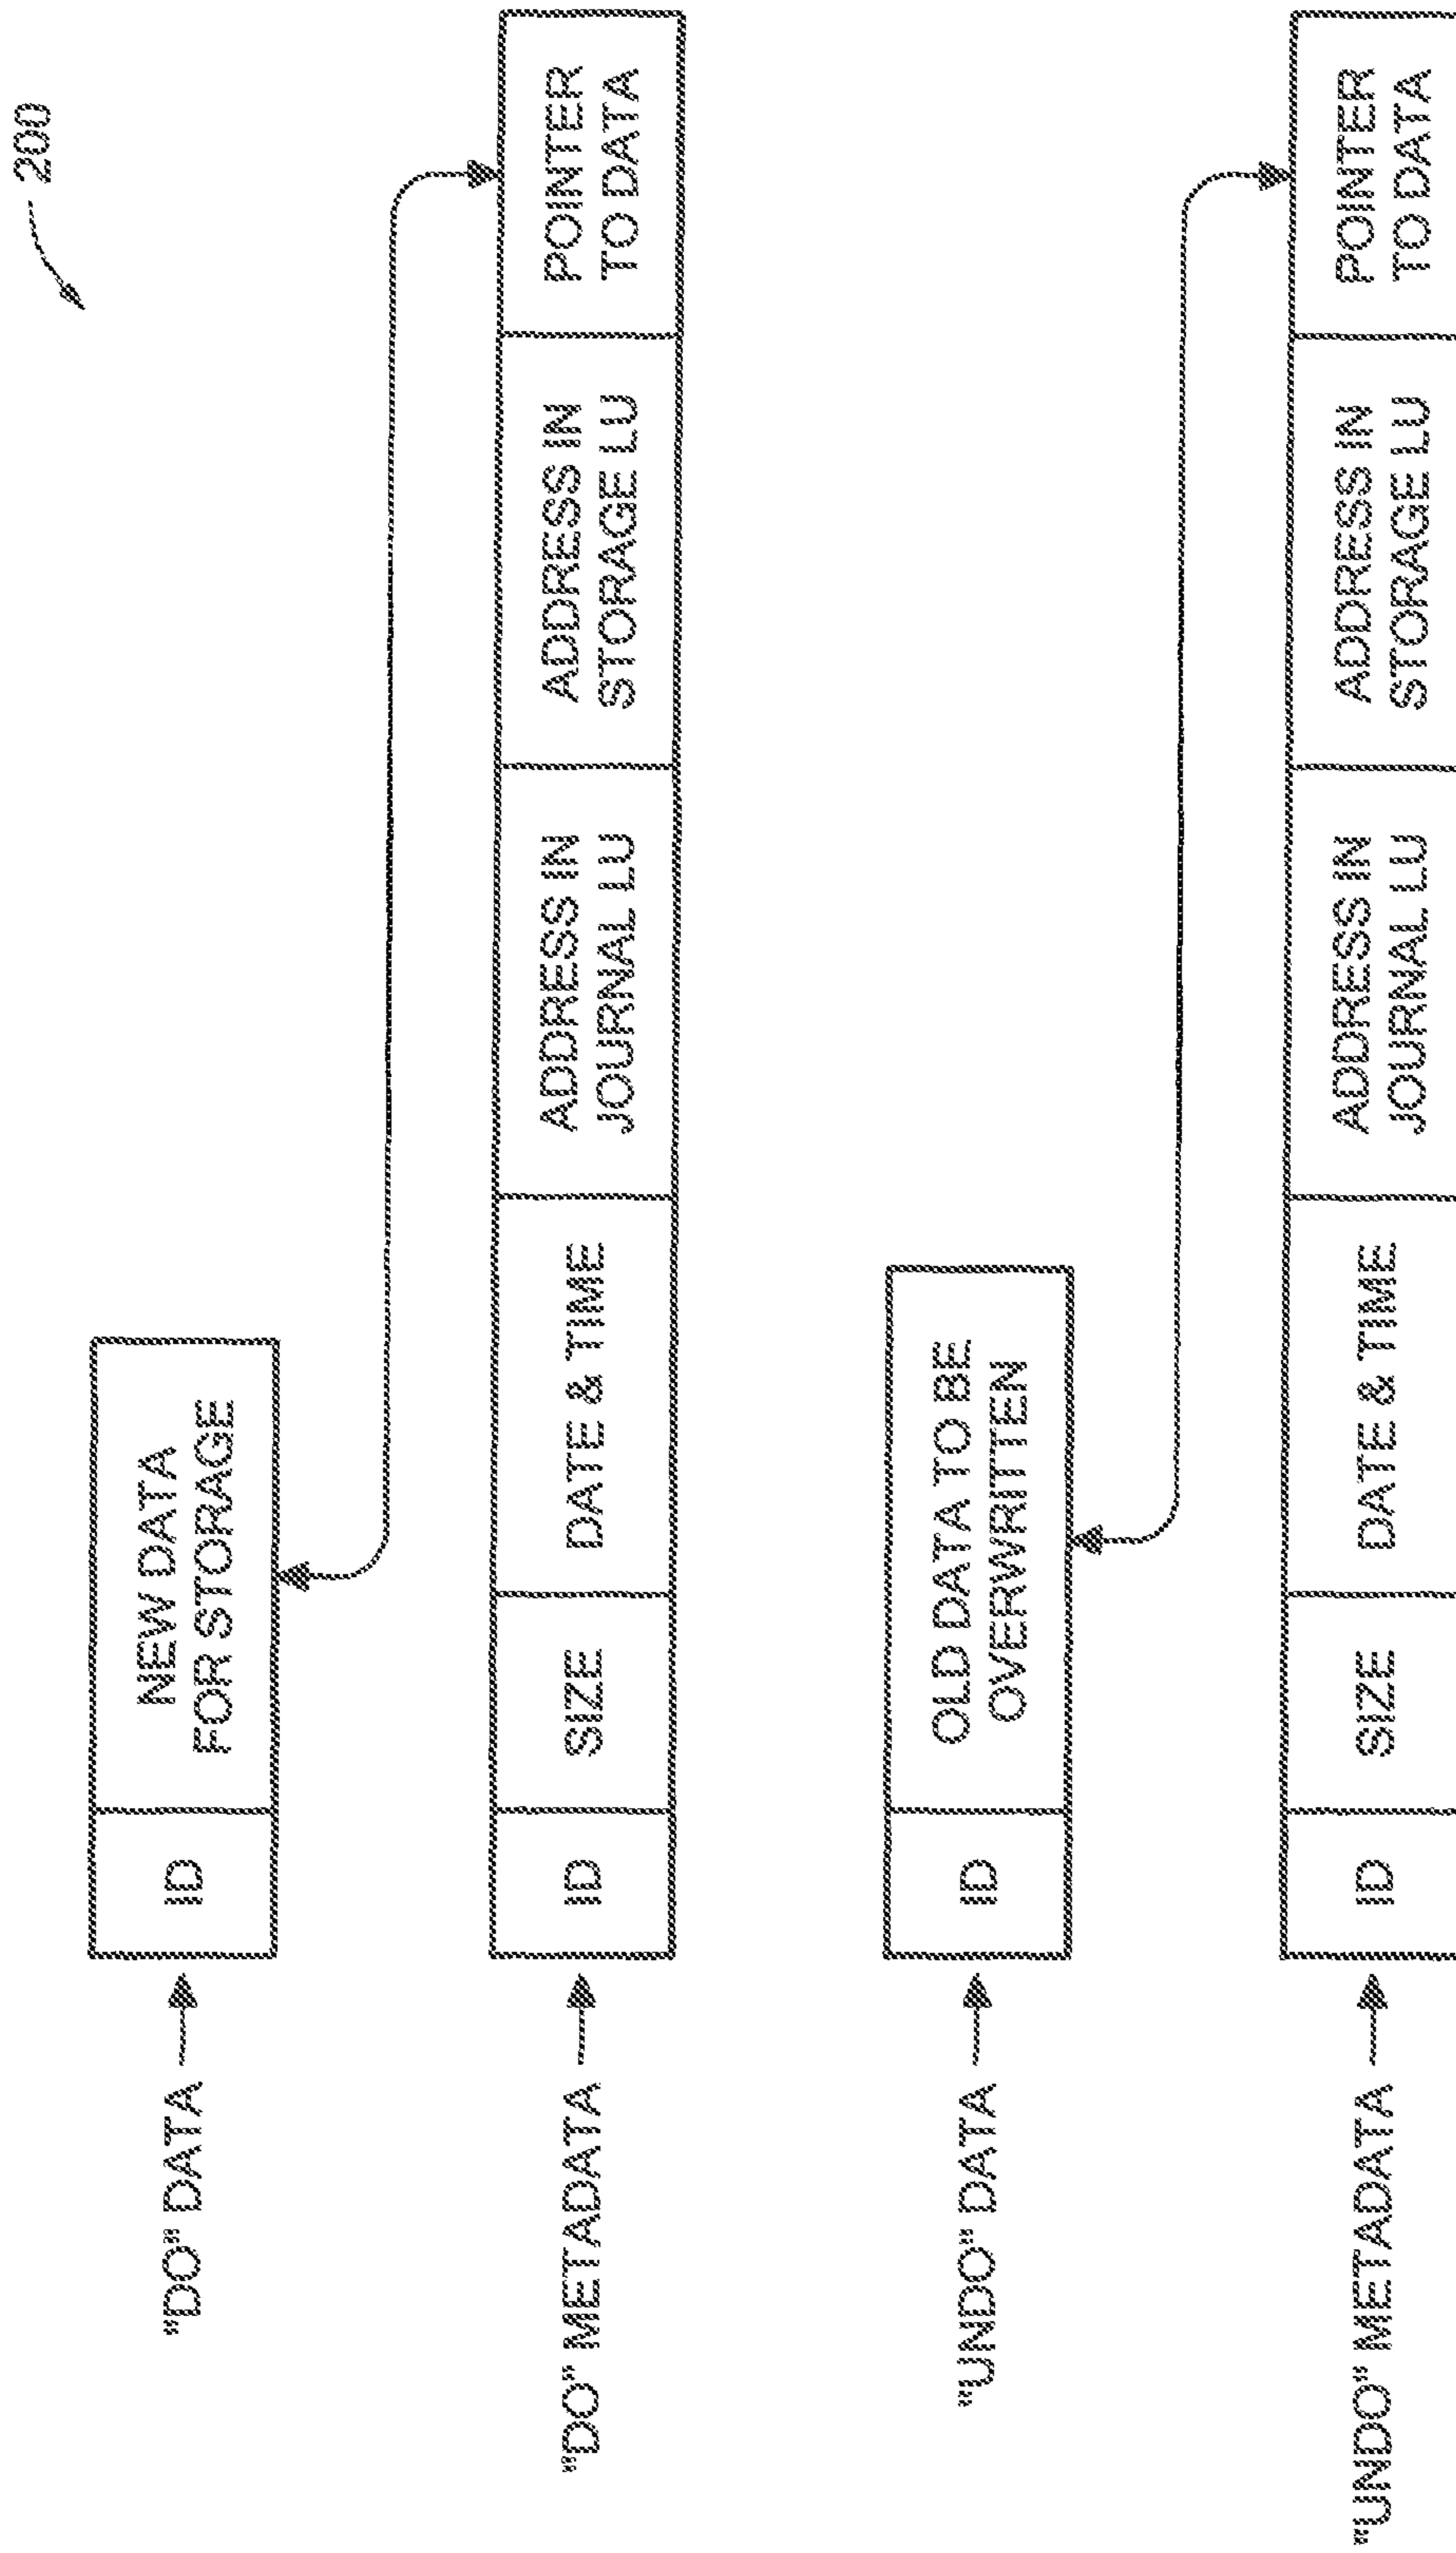 200
"DO" DATA
ID
NEW DATA
FOR STORAGE
"DO" METADATA
ID
SIZE
DATE & TIME
ADDRESS IN
JOURNAL LU
ADDRESS IN
STORAGE LU
POINTER
TO DATA
"UNDO" DATA
ID
OLD DATA TO BE
OVERWRITTEN
"UNDO" METADATA
ID
SIZE
DATE & TIME
ADDRESS IN
JOURNAL LU
ADDRESS IN
STORAGE LU
POINTER
TO DATA